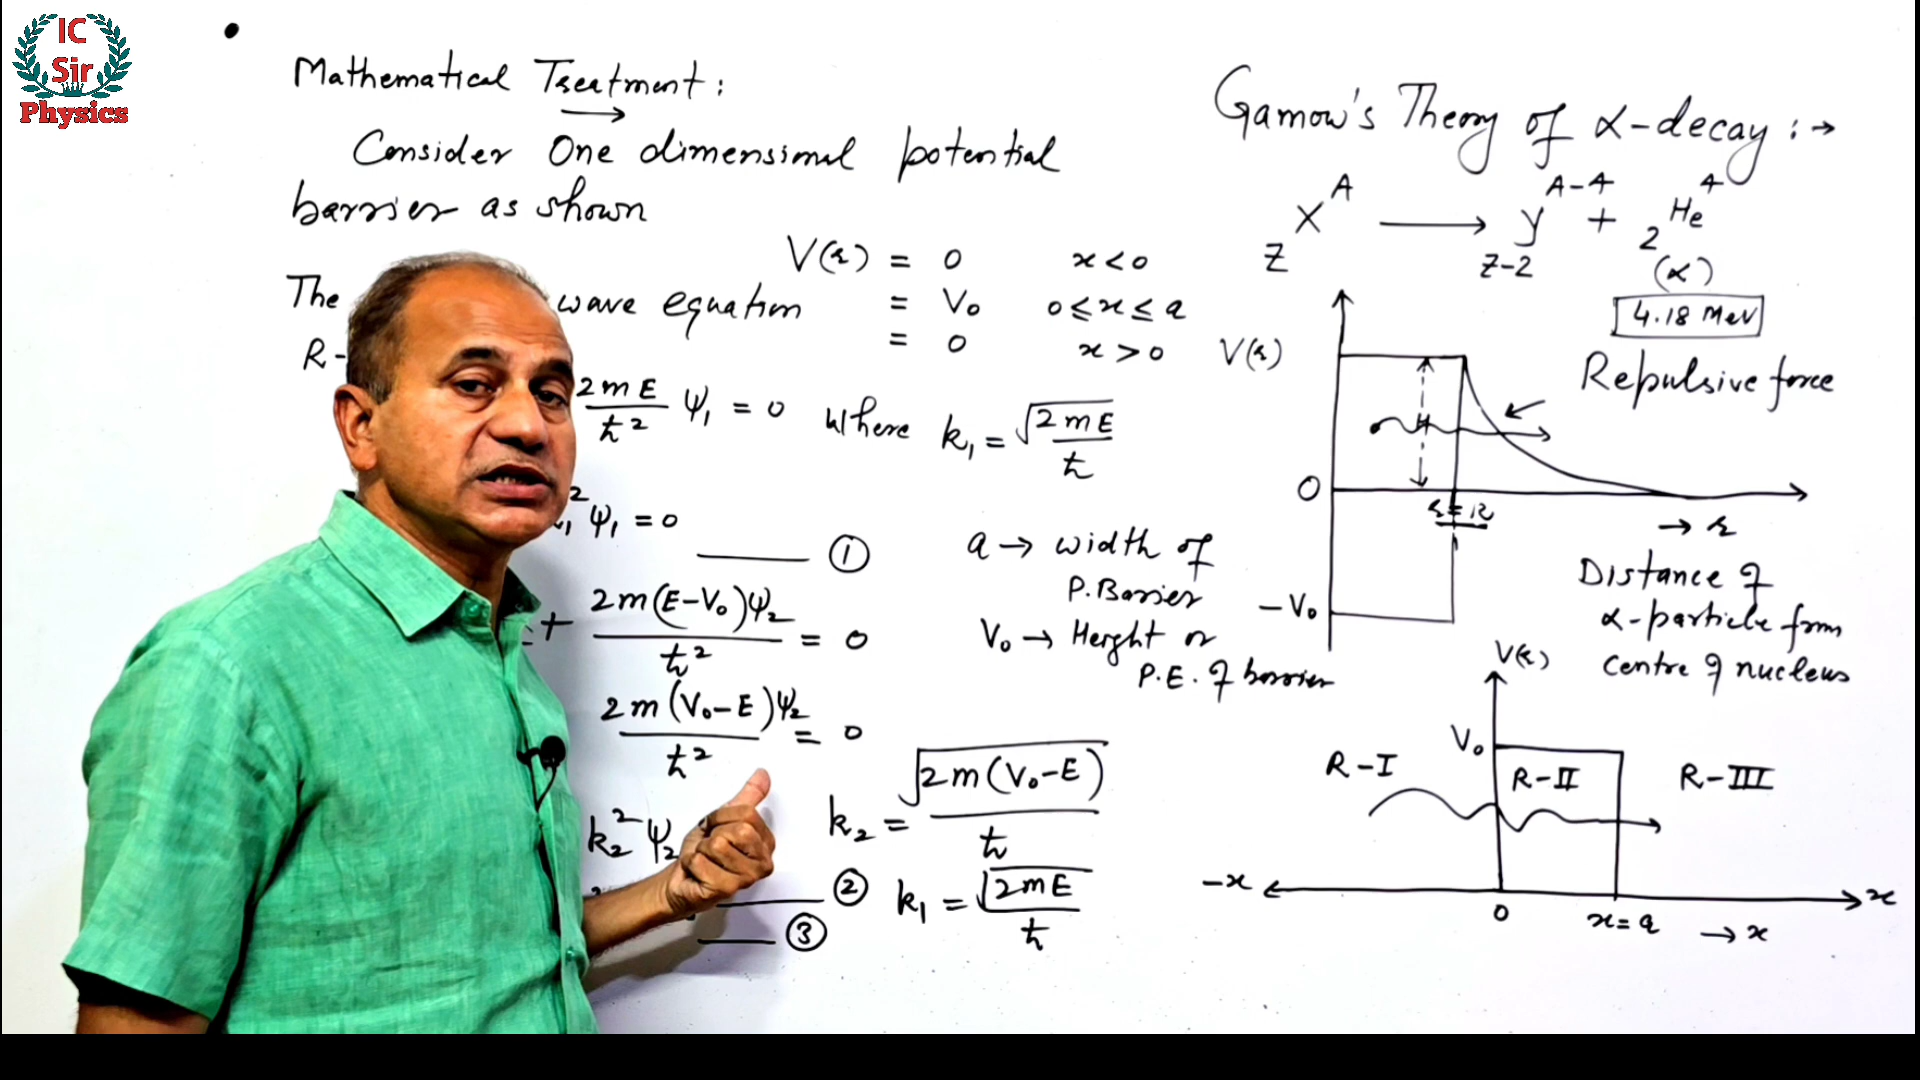 IC
Sir
Physics
Mathematical Treatment:
Consider One dimensional potential
barrier as shown
V(r) = 0 x<0
The wave equation = V₀ 0≤x≤a
= 0 x>0
R-
2mE/ħ² ψ₁ = 0 where k₁ = √2mE/ħ
²ψ₁ = 0
① 
+ 2m(E-V₀)ψ₂/ħ² = 0
2m(V₀-E)ψ₂/ħ² = 0
k₂²ψ₂
②
③
k₂ = √2m(V₀-E)/ħ
k₁ = √2mE/ħ
a → width of
P.Barrier
V₀ → Height or
P.E. of barrier
Gamow's Theory of α-decay :→
zXᴬ → z-2yᴬ⁻⁴ + ₂He⁴
(α)
4.18 MeV
V(r)
Repulsive force
0
r=R
→ r
-V₀
Distance of
α-particle from
centre of nucleus
V(r)
V₀
R-I R-II R-III
-x x
0 x=a → x